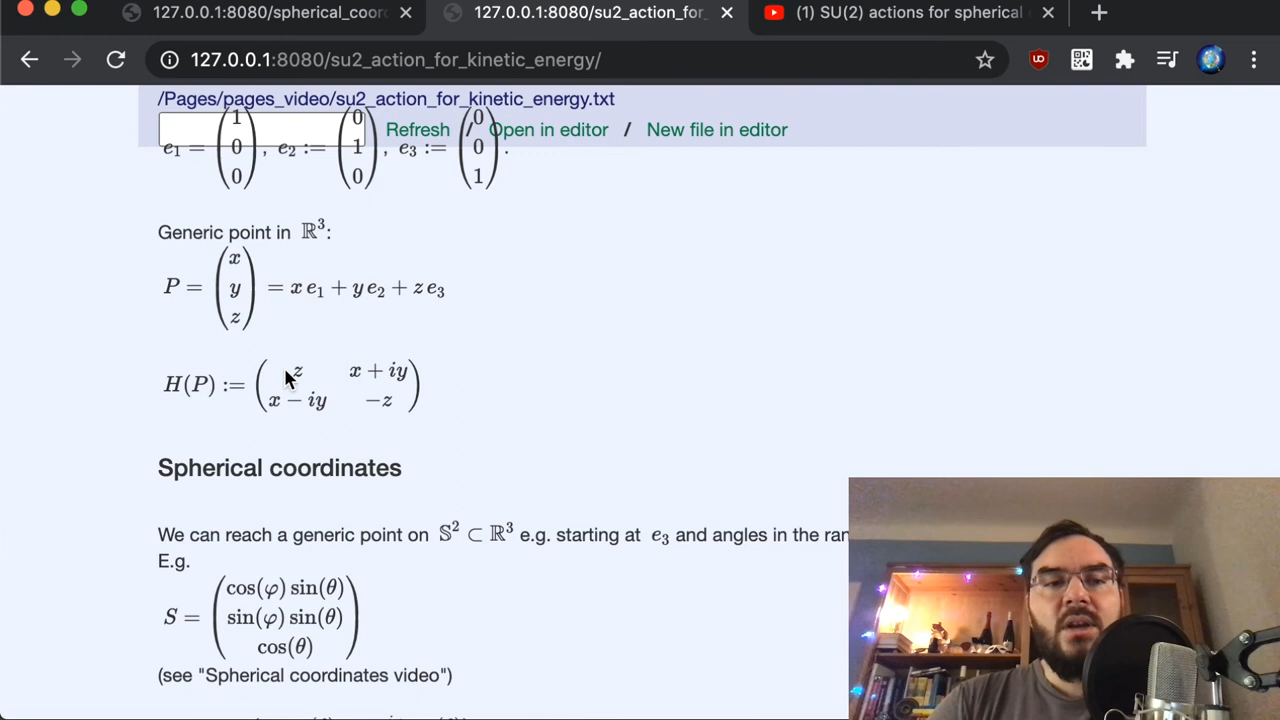 127.0.0.1:8080/spherical_coor
127.0.0.1:8080/su2_action_for_
(1) SU(2) actions for spherical
127.0.0.1:8080/su2_action_for_kinetic_energy/
/Pages/pages_video/su2_action_for_kinetic_energy.txt
Refresh / Open in editor / New file in editor
e₁ = (1 0 0), e₂ := (0 1 0), e₃ := (0 0 1).
Generic point in ℝ³:
P = (x y z) = x e₁ + y e₂ + z e₃
H(P) := (z x + iy
x − iy −z)
Spherical coordinates
We can reach a generic point on 𝕊² ⊂ ℝ³ e.g. starting at e₃ and angles in the ran
E.g.
cos(φ) sin(θ)
S = (sin(φ) sin(θ))
cos(θ)
(see "Spherical coordinates video")